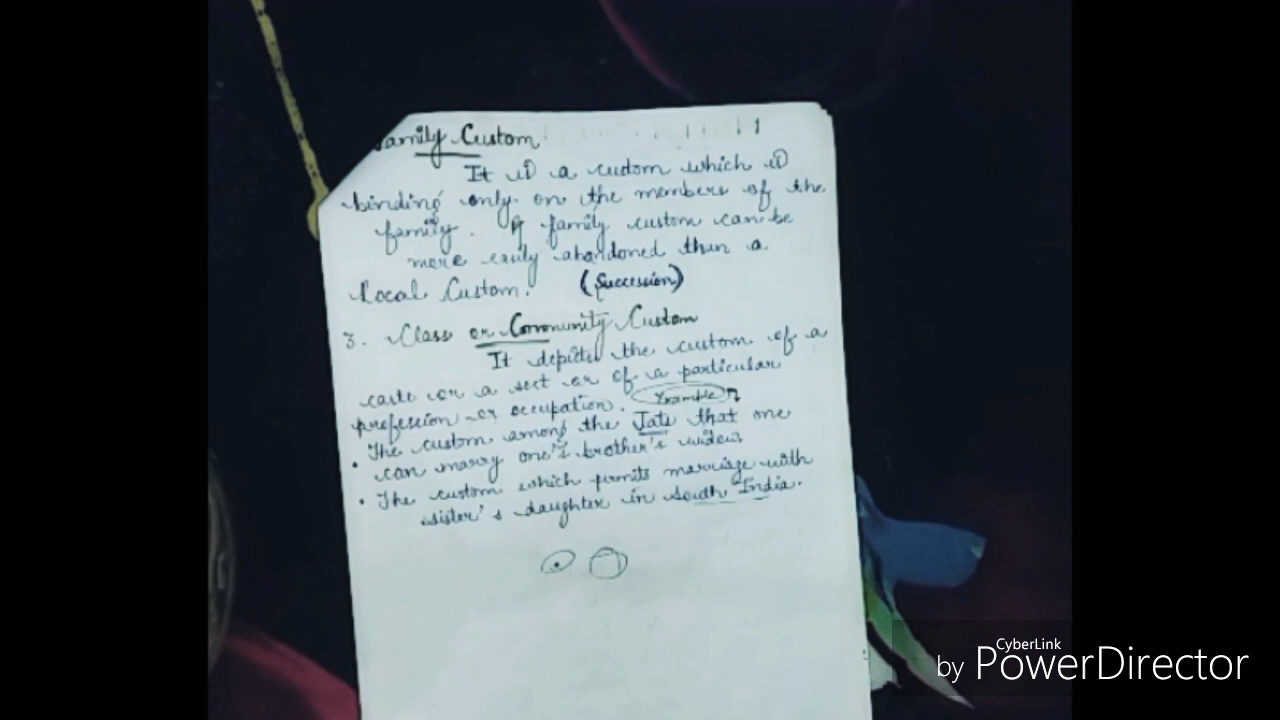 Family Custom
It is a custom which is
binding only on the members of the
family. A family custom can be
more easily abandoned than a
Local Custom. (Succession)
3. Class or Community Custom
It depicts the custom of a
caste or a sect or of a particular
profession or occupation. Example
• The custom among the Jats that one
can marry one's brother's widow.
• The custom which permits marriage with
sister's daughter in South India.
CyberLink
by PowerDirector